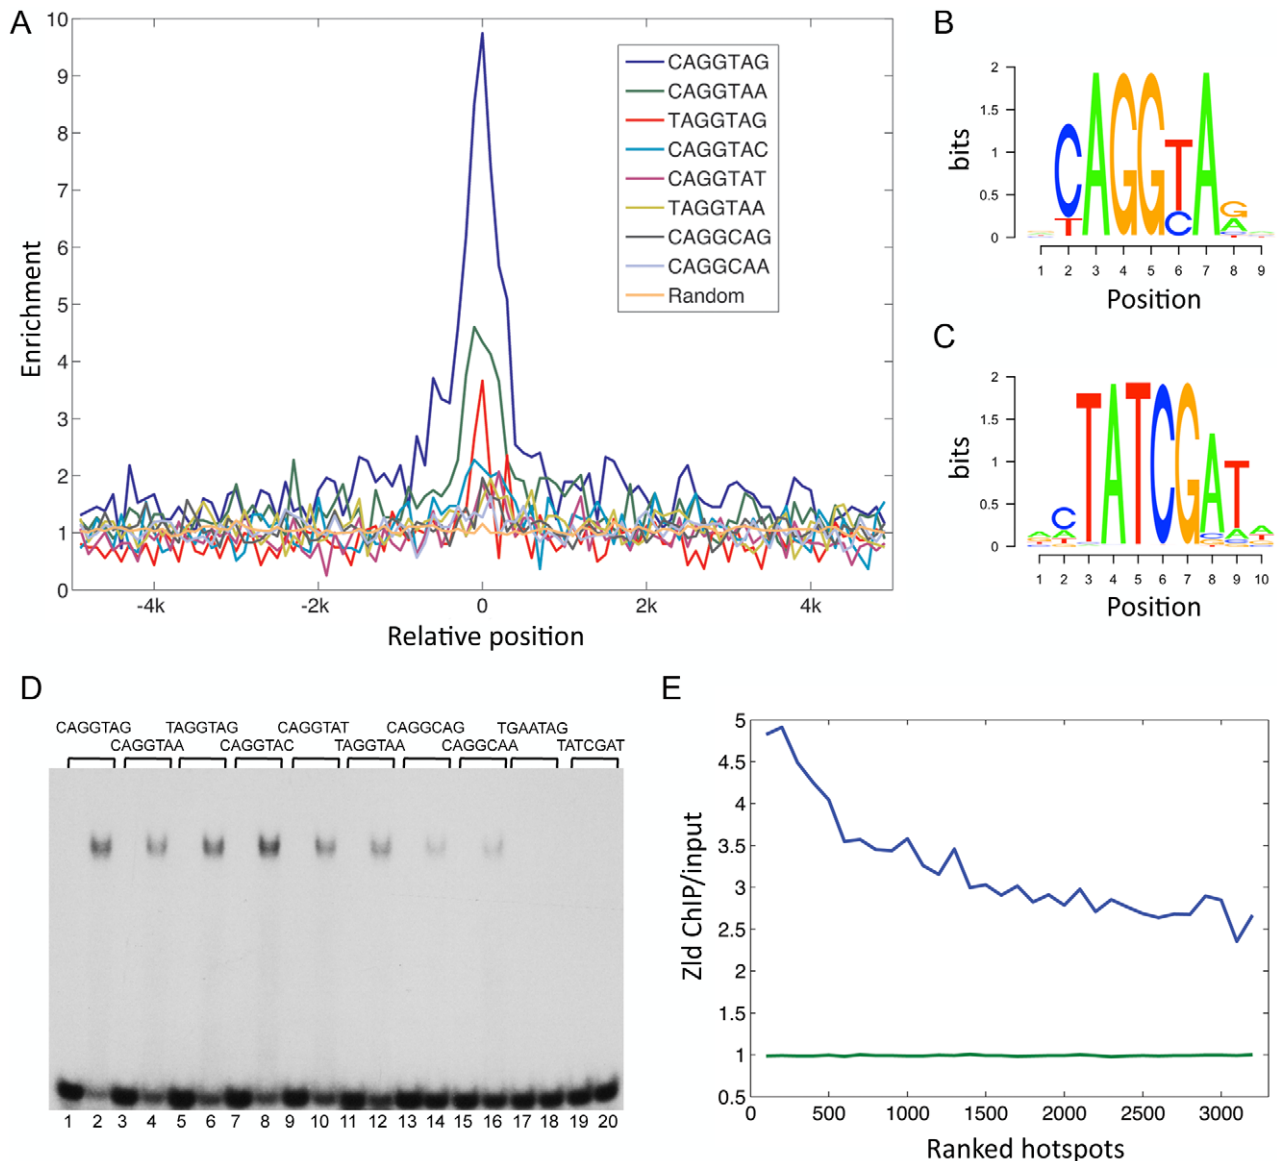 A
10
9
8
7
6
5
4
3
2
1
0
Enrichment
-4k -2k 0 2k 4k
Relative position
CAGGTAG
CAGGTAA
TAGGTAG
CAGGTAC
CAGGTAT
TAGGTAA
CAGGCAG
CAGGCAA
Random
B
2
1.5
1
0.5
0
bits
CAGGTAG
T C A
1 2 3 4 5 6 7 8 9
Position
C
2
1.5
1
0.5
0
bits
A C TATCGAT A
1 2 3 4 5 6 7 8 9 10
Position
D
CAGGTAG TAGGTAG CAGGTAT CAGGCAG TGAATAG
CAGGTAA CAGGTAC TAGGTAA CAGGCAA TATCGAT
1 2 3 4 5 6 7 8 9 10 11 12 13 14 15 16 17 18 19 20
E
5
4.5
4
3.5
3
2.5
2
1.5
1
0.5
Zld ChIP/input
0 500 1000 1500 2000 2500 3000
Ranked hotspots